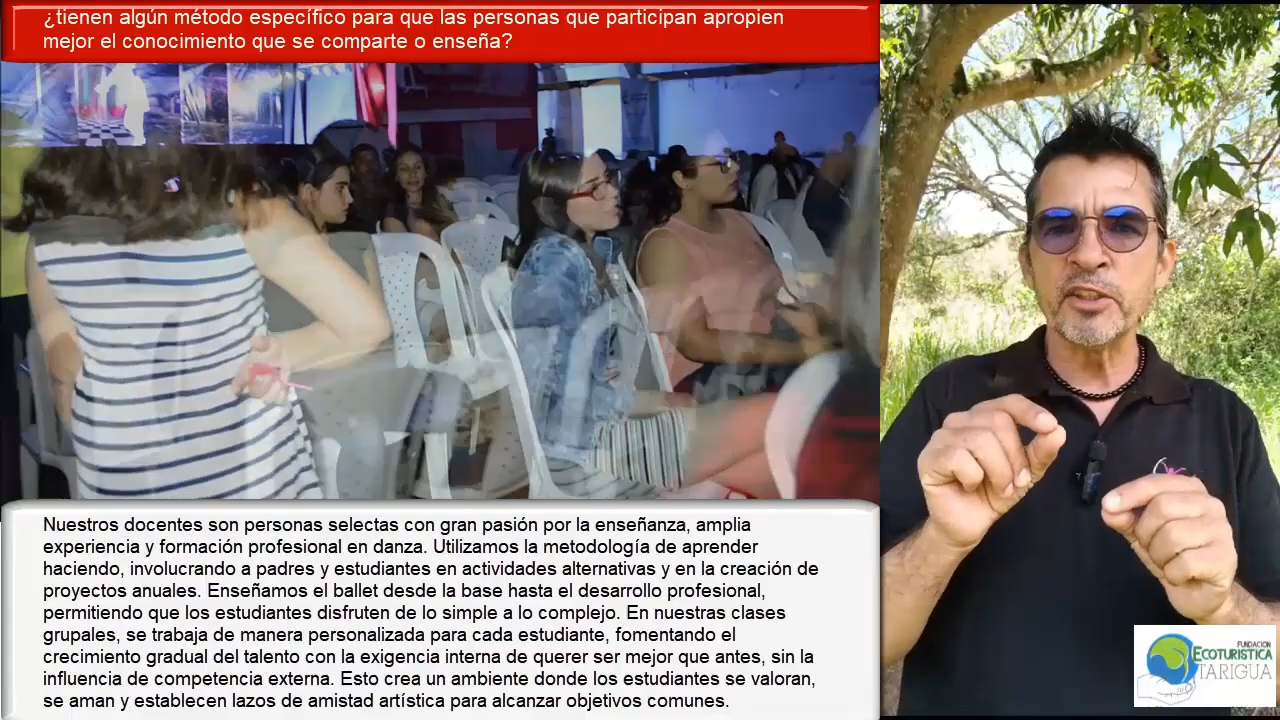 ¿tienen algún método específico para que las personas que participan apropien
mejor el conocimiento que se comparte o enseña?
Nuestros docentes son personas selectas con gran pasión por la enseñanza, amplia
experiencia y formación profesional en danza. Utilizamos la metodología de aprender
haciendo, involucrando a padres y estudiantes en actividades alternativas y en la creación de
proyectos anuales. Enseñamos el ballet desde la base hasta el desarrollo profesional,
permitiendo que los estudiantes disfruten de lo simple a lo complejo. En nuestras clases
grupales, se trabaja de manera personalizada para cada estudiante, fomentando el
crecimiento gradual del talento con la exigencia interna de querer ser mejor que antes, sin la
influencia de competencia externa. Esto crea un ambiente donde los estudiantes se valoran,
se aman y establecen lazos de amistad artística para alcanzar objetivos comunes.
FUNDACION
ECOTURISTICA
TARIGUA